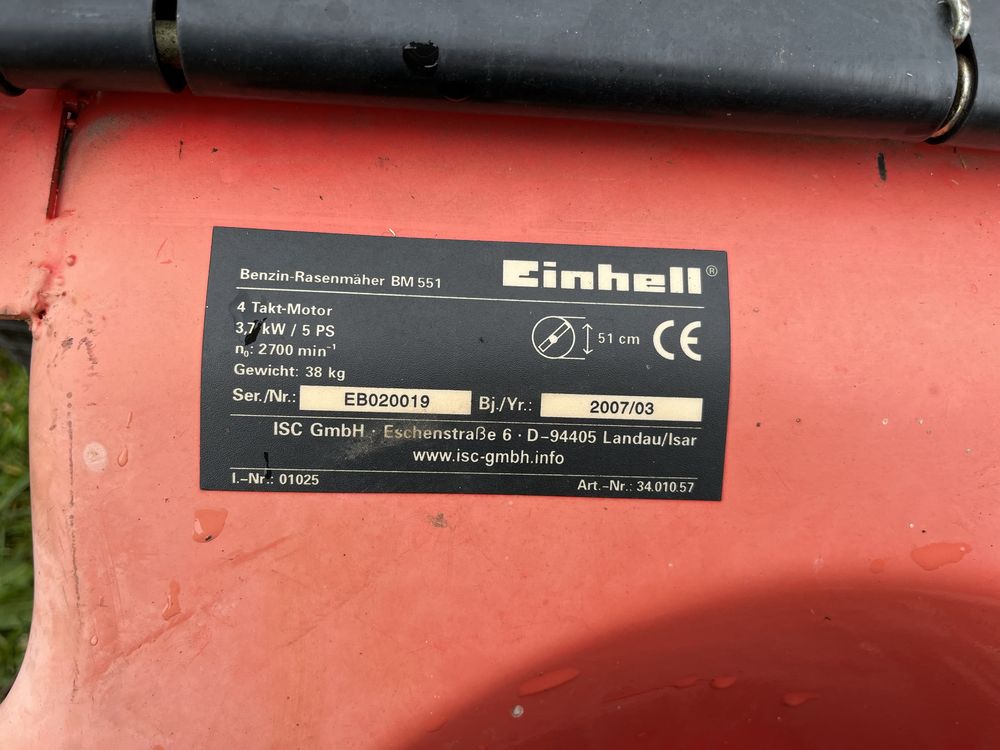 Benzin-Rasenmäher BM 551
Einhell®
4 Takt-Motor
3,7 kW / 5 PS
n₀: 2700 min⁻¹
Gewicht: 38 kg
51 cm
CE
Ser./Nr.: EB020019 Bj./Yr.: 2007/03
ISC GmbH · Eschenstraße 6 · D-94405 Landau/Isar
www.isc-gmbh.info
I.-Nr.: 01025
Art.-Nr.: 34.010.57